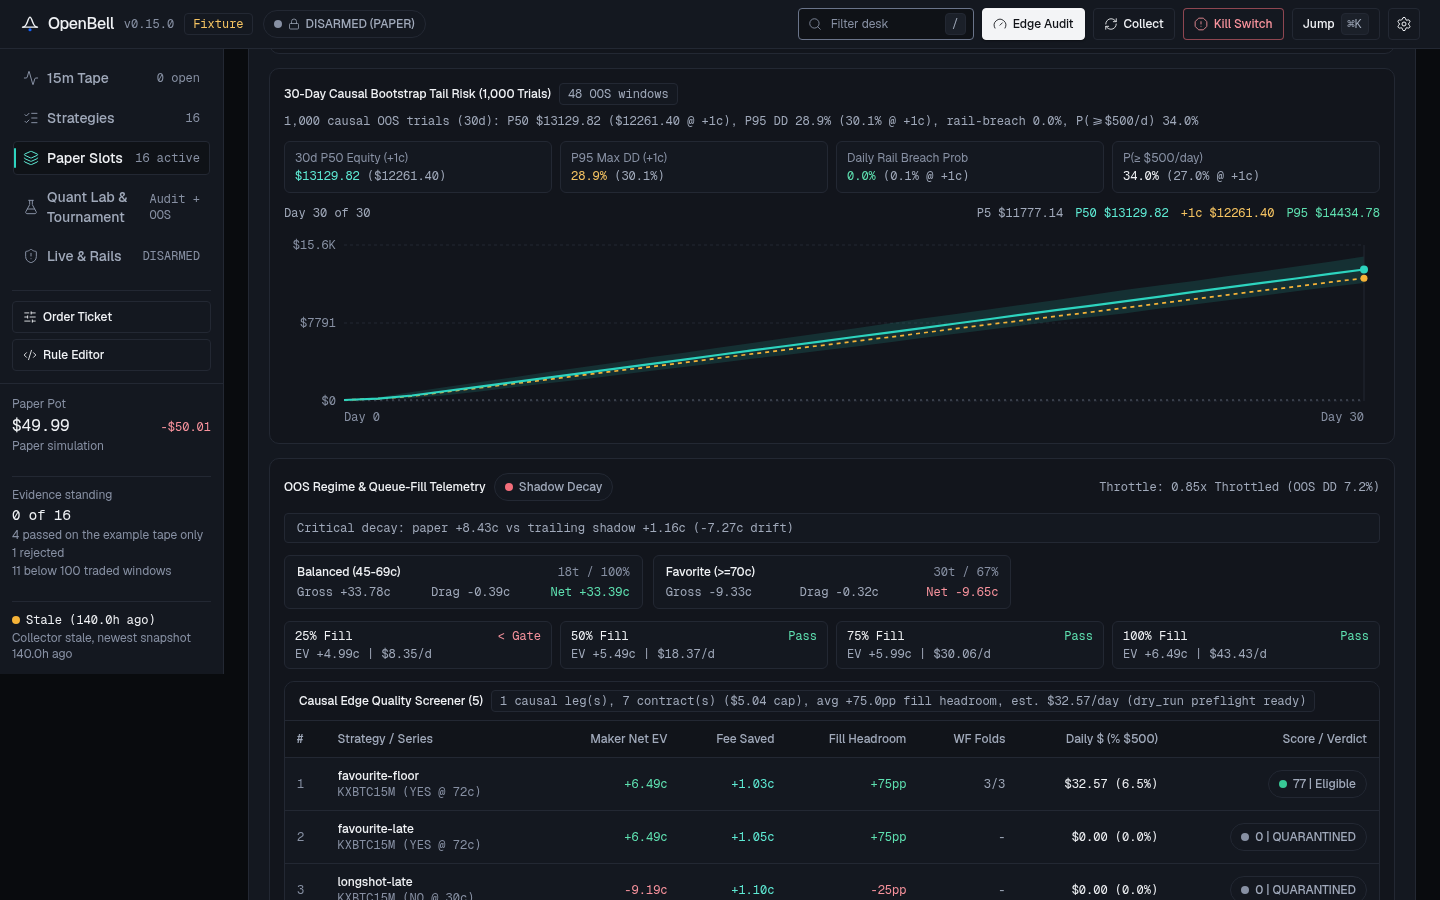 OpenBell v0.15.0 Fixture DISARMED (PAPER) Filter desk / Edge Audit Collect Kill Switch Jump ⌘K
15m Tape 0 open
Strategies 16
Paper Slots 16 active
Quant Lab & Tournament Audit + OOS
Live & Rails DISARMED
Order Ticket
Rule Editor
Paper Pot
$49.99 -$50.01
Paper simulation
Evidence standing
0 of 16
4 passed on the example tape only
1 rejected
11 below 100 traded windows
Stale (140.0h ago)
Collector stale, newest snapshot
140.0h ago
30-Day Causal Bootstrap Tail Risk (1,000 Trials) 48 OOS windows
1,000 causal OOS trials (30d): P50 $13129.82 ($12261.40 @ +1c), P95 DD 28.9% (30.1% @ +1c), rail-breach 0.0%, P(≥$500/d) 34.0%
30d P50 Equity (+1c) P95 Max DD (+1c) Daily Rail Breach Prob P(≥ $500/day)
$13129.82 ($12261.40) 28.9% (30.1%) 0.0% (0.1% @ +1c) 34.0% (27.0% @ +1c)
Day 30 of 30 P5 $11777.14 P50 $13129.82 +1c $12261.40 P95 $14434.78
$15.6K
$7791
$0
Day 0 Day 30
OOS Regime & Queue-Fill Telemetry Shadow Decay Throttle: 0.85x Throttled (OOS DD 7.2%)
Critical decay: paper +8.43c vs trailing shadow +1.16c (-7.27c drift)
Balanced (45-69c) 18t / 100% Favorite (>=70c) 30t / 67%
Gross +33.78c Drag -0.39c Net +33.39c Gross -9.33c Drag -0.32c Net -9.65c
25% Fill < Gate 50% Fill Pass 75% Fill Pass 100% Fill Pass
EV +4.99c | $8.35/d EV +5.49c | $18.37/d EV +5.99c | $30.06/d EV +6.49c | $43.43/d
Causal Edge Quality Screener (5) 1 causal leg(s), 7 contract(s) ($5.04 cap), avg +75.0pp fill headroom, est. $32.57/day (dry_run preflight ready)
# Strategy / Series Maker Net EV Fee Saved Fill Headroom WF Folds Daily $ (% $500) Score / Verdict
1 favourite-floor +6.49c +1.03c +75pp 3/3 $32.57 (6.5%) 77 | Eligible
KXBTC15M (YES @ 72c)
2 favourite-late +6.49c +1.05c +75pp - $0.00 (0.0%) 0 | QUARANTINED
KXBTC15M (YES @ 72c)
3 longshot-late -9.19c +1.10c -25pp - $0.00 (0.0%) 0 | QUARANTINED
KXBTC15M (NO @ 30c)